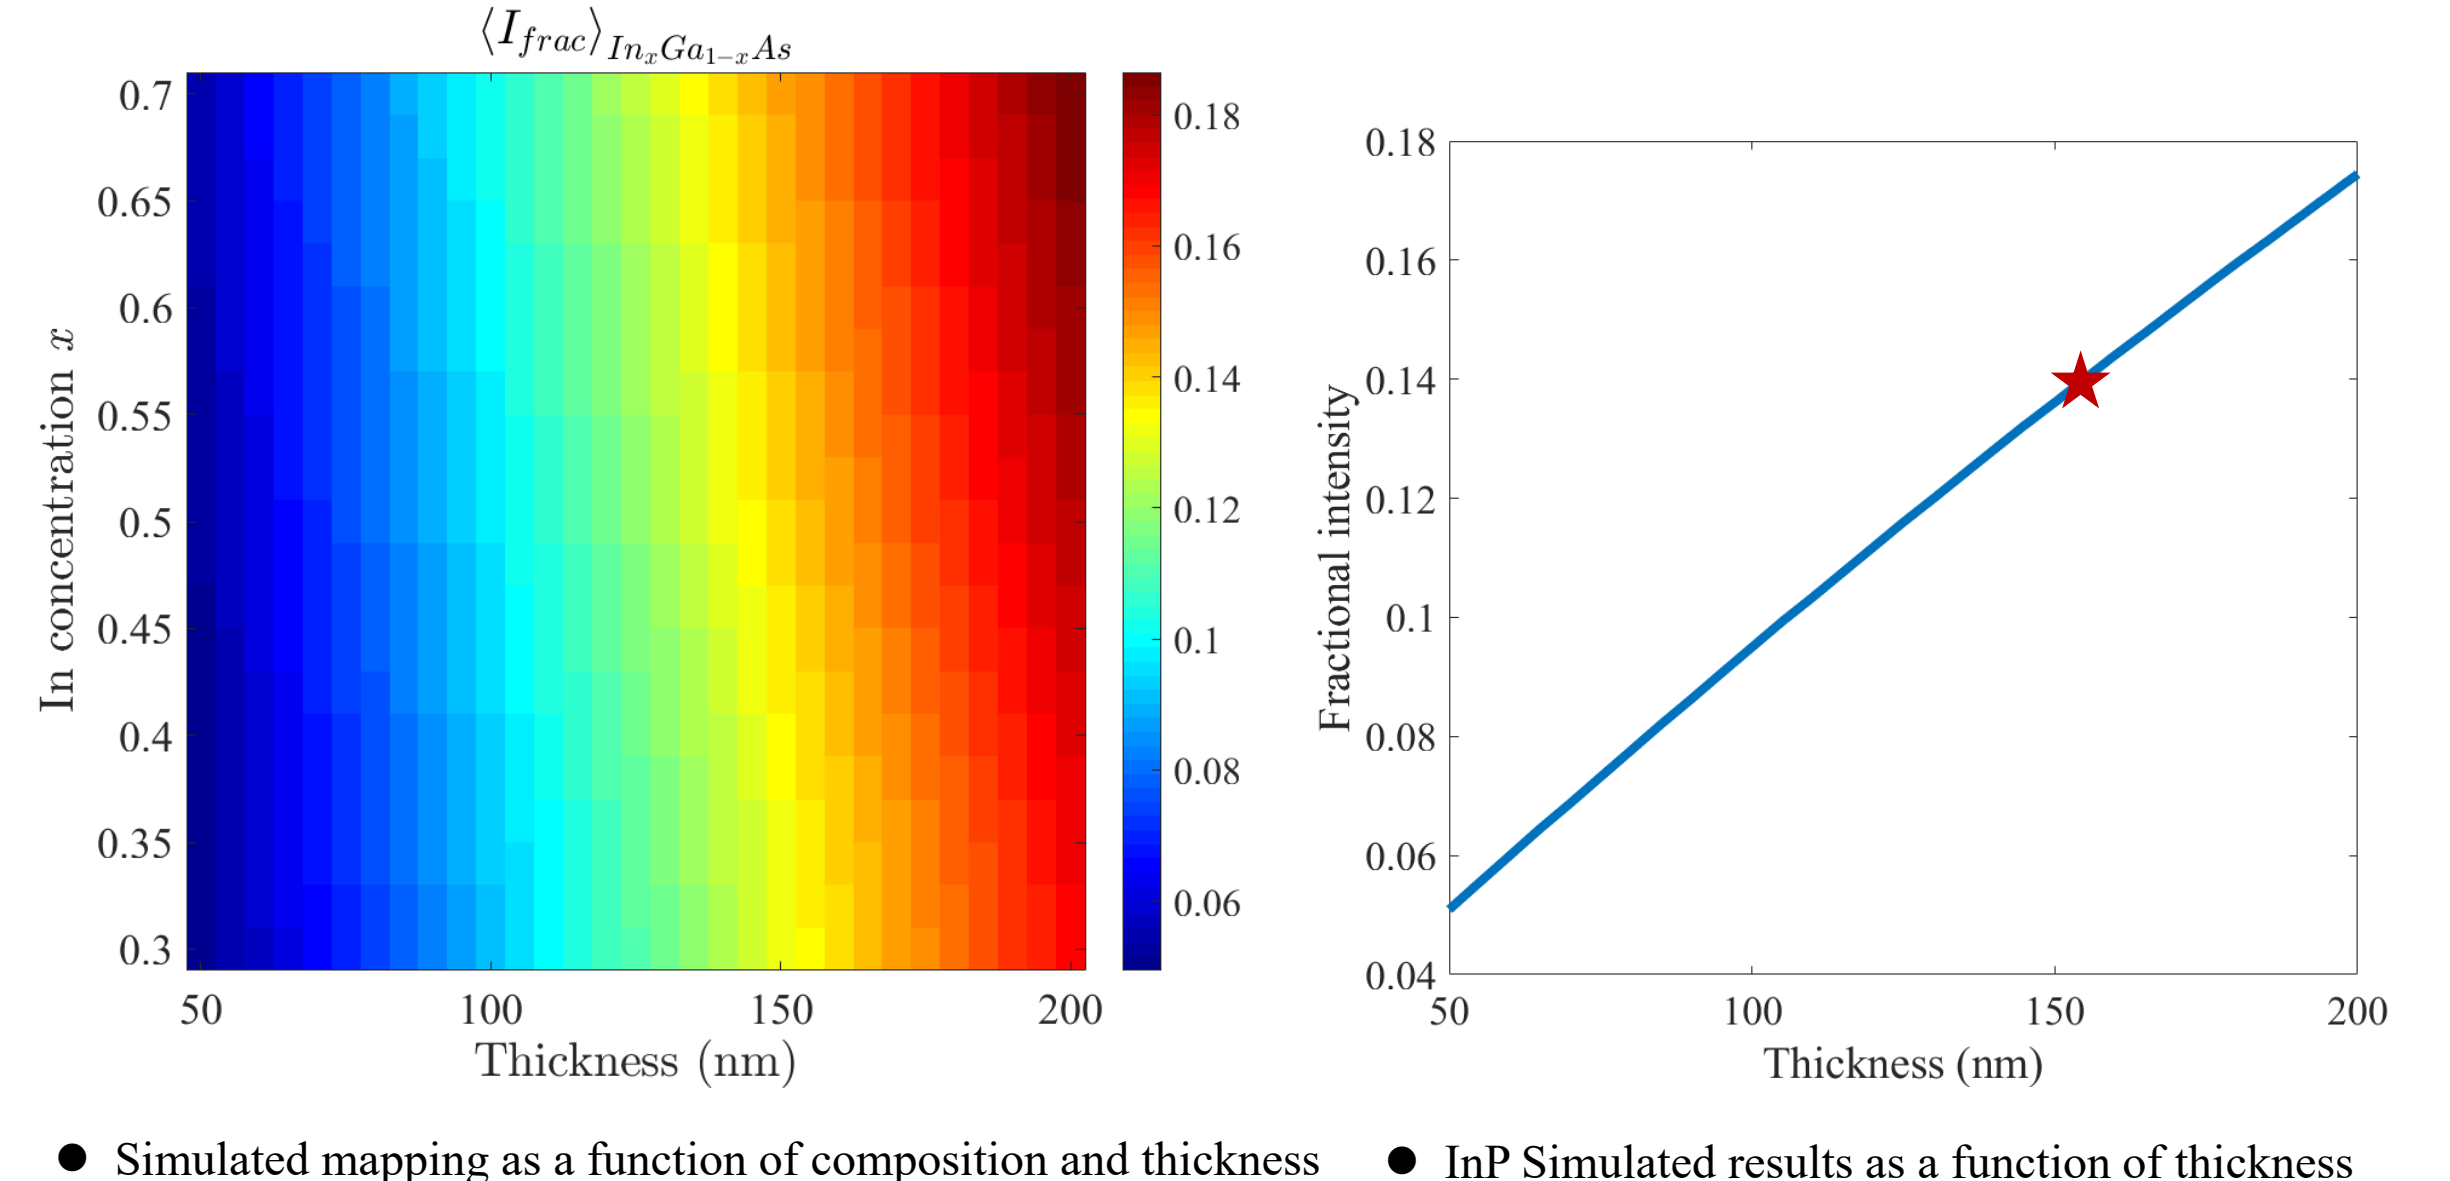 ⟨I_frac⟩ In_xGa_1−xAs
In concentration x
0.7
0.65
0.6
0.55
0.5
0.45
0.4
0.35
0.3
50 100 150 200
Thickness (nm)
0.18
0.16
0.14
0.12
0.1
0.08
0.06
Fractional intensity
0.18
0.16
0.14
0.12
0.1
0.08
0.06
0.04
50 100 150 200
Thickness (nm)
● Simulated mapping as a function of composition and thickness
● InP Simulated results as a function of thickness